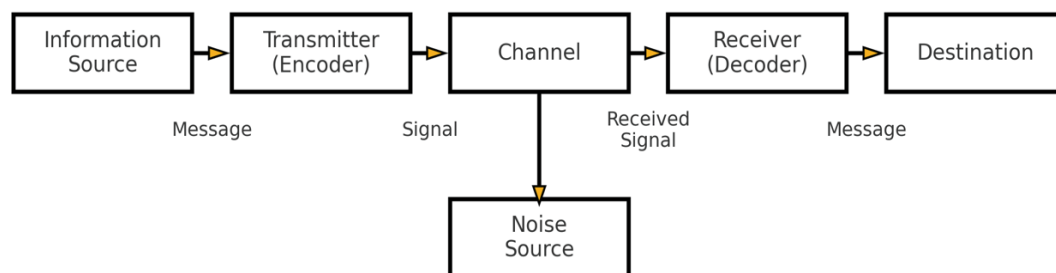 Information
Source
Transmitter
(Encoder)
Channel
Receiver
(Decoder)
Destination
Message
Signal
Received
Signal
Message
Noise
Source